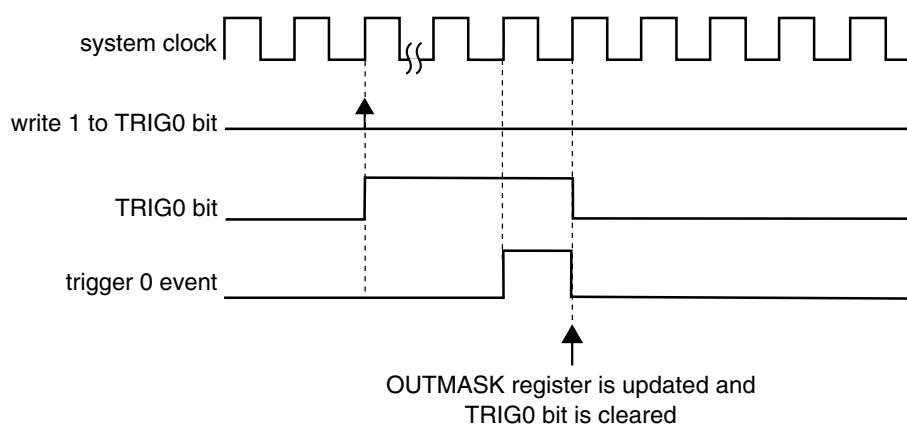 system clock
write 1 to TRIG0 bit
TRIG0 bit
trigger 0 event
OUTMASK register is updated and
TRIG0 bit is cleared